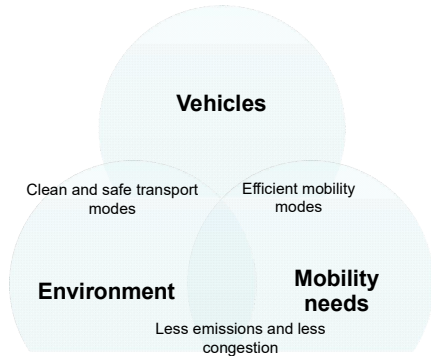 Vehicles
Clean and safe transport
modes
Efficient mobility
modes
Environment
Mobility
needs
Less emissions and less
congestion